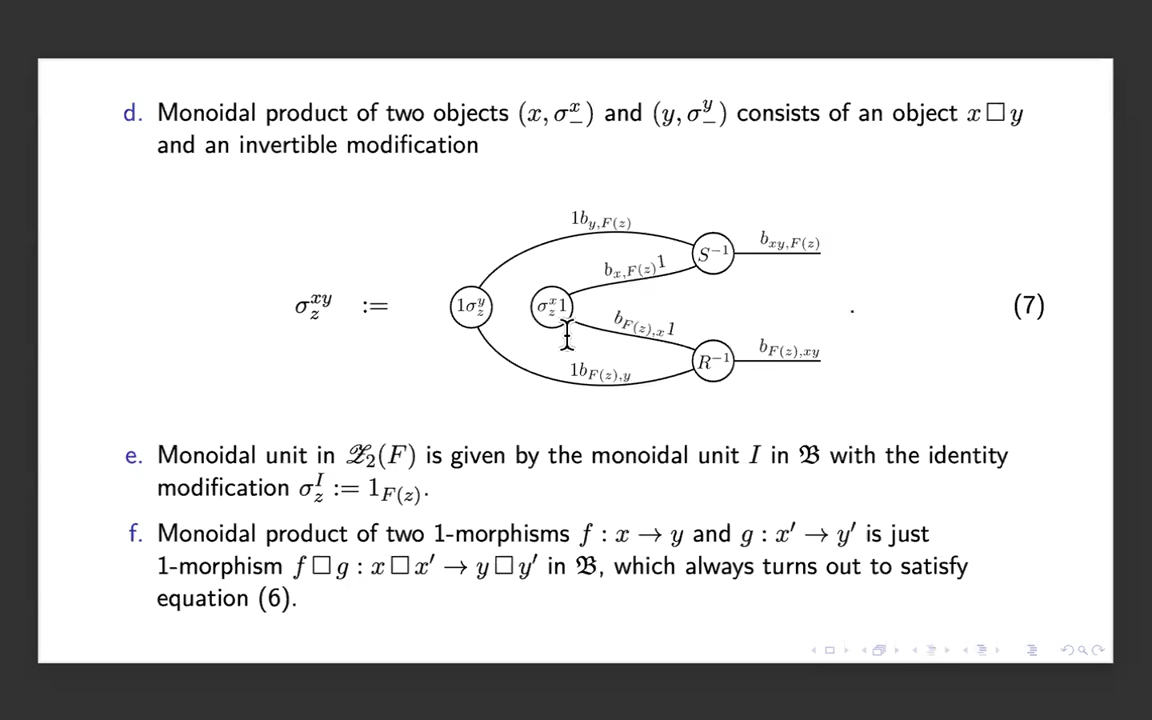 d. Monoidal product of two objects (x, σ^x_−) and (y, σ^y_−) consists of an object x □ y
and an invertible modification
1b_{y,F(z)}
b_{xy,F(z)}
S^{−1}
b_{x,F(z)}1
σ^{xy}_z := 1σ^y_z σ^x_z1 . (7)
b_{F(z),x}1
b_{F(z),xy}
R^{−1}
1b_{F(z),y}
e. Monoidal unit in 𝒵₂(F) is given by the monoidal unit I in 𝔅 with the identity
modification σ^I_z := 1_{F(z)}.
f. Monoidal product of two 1-morphisms f : x → y and g : x′ → y′ is just
1-morphism f □ g : x □ x′ → y □ y′ in 𝔅, which always turns out to satisfy
equation (6).